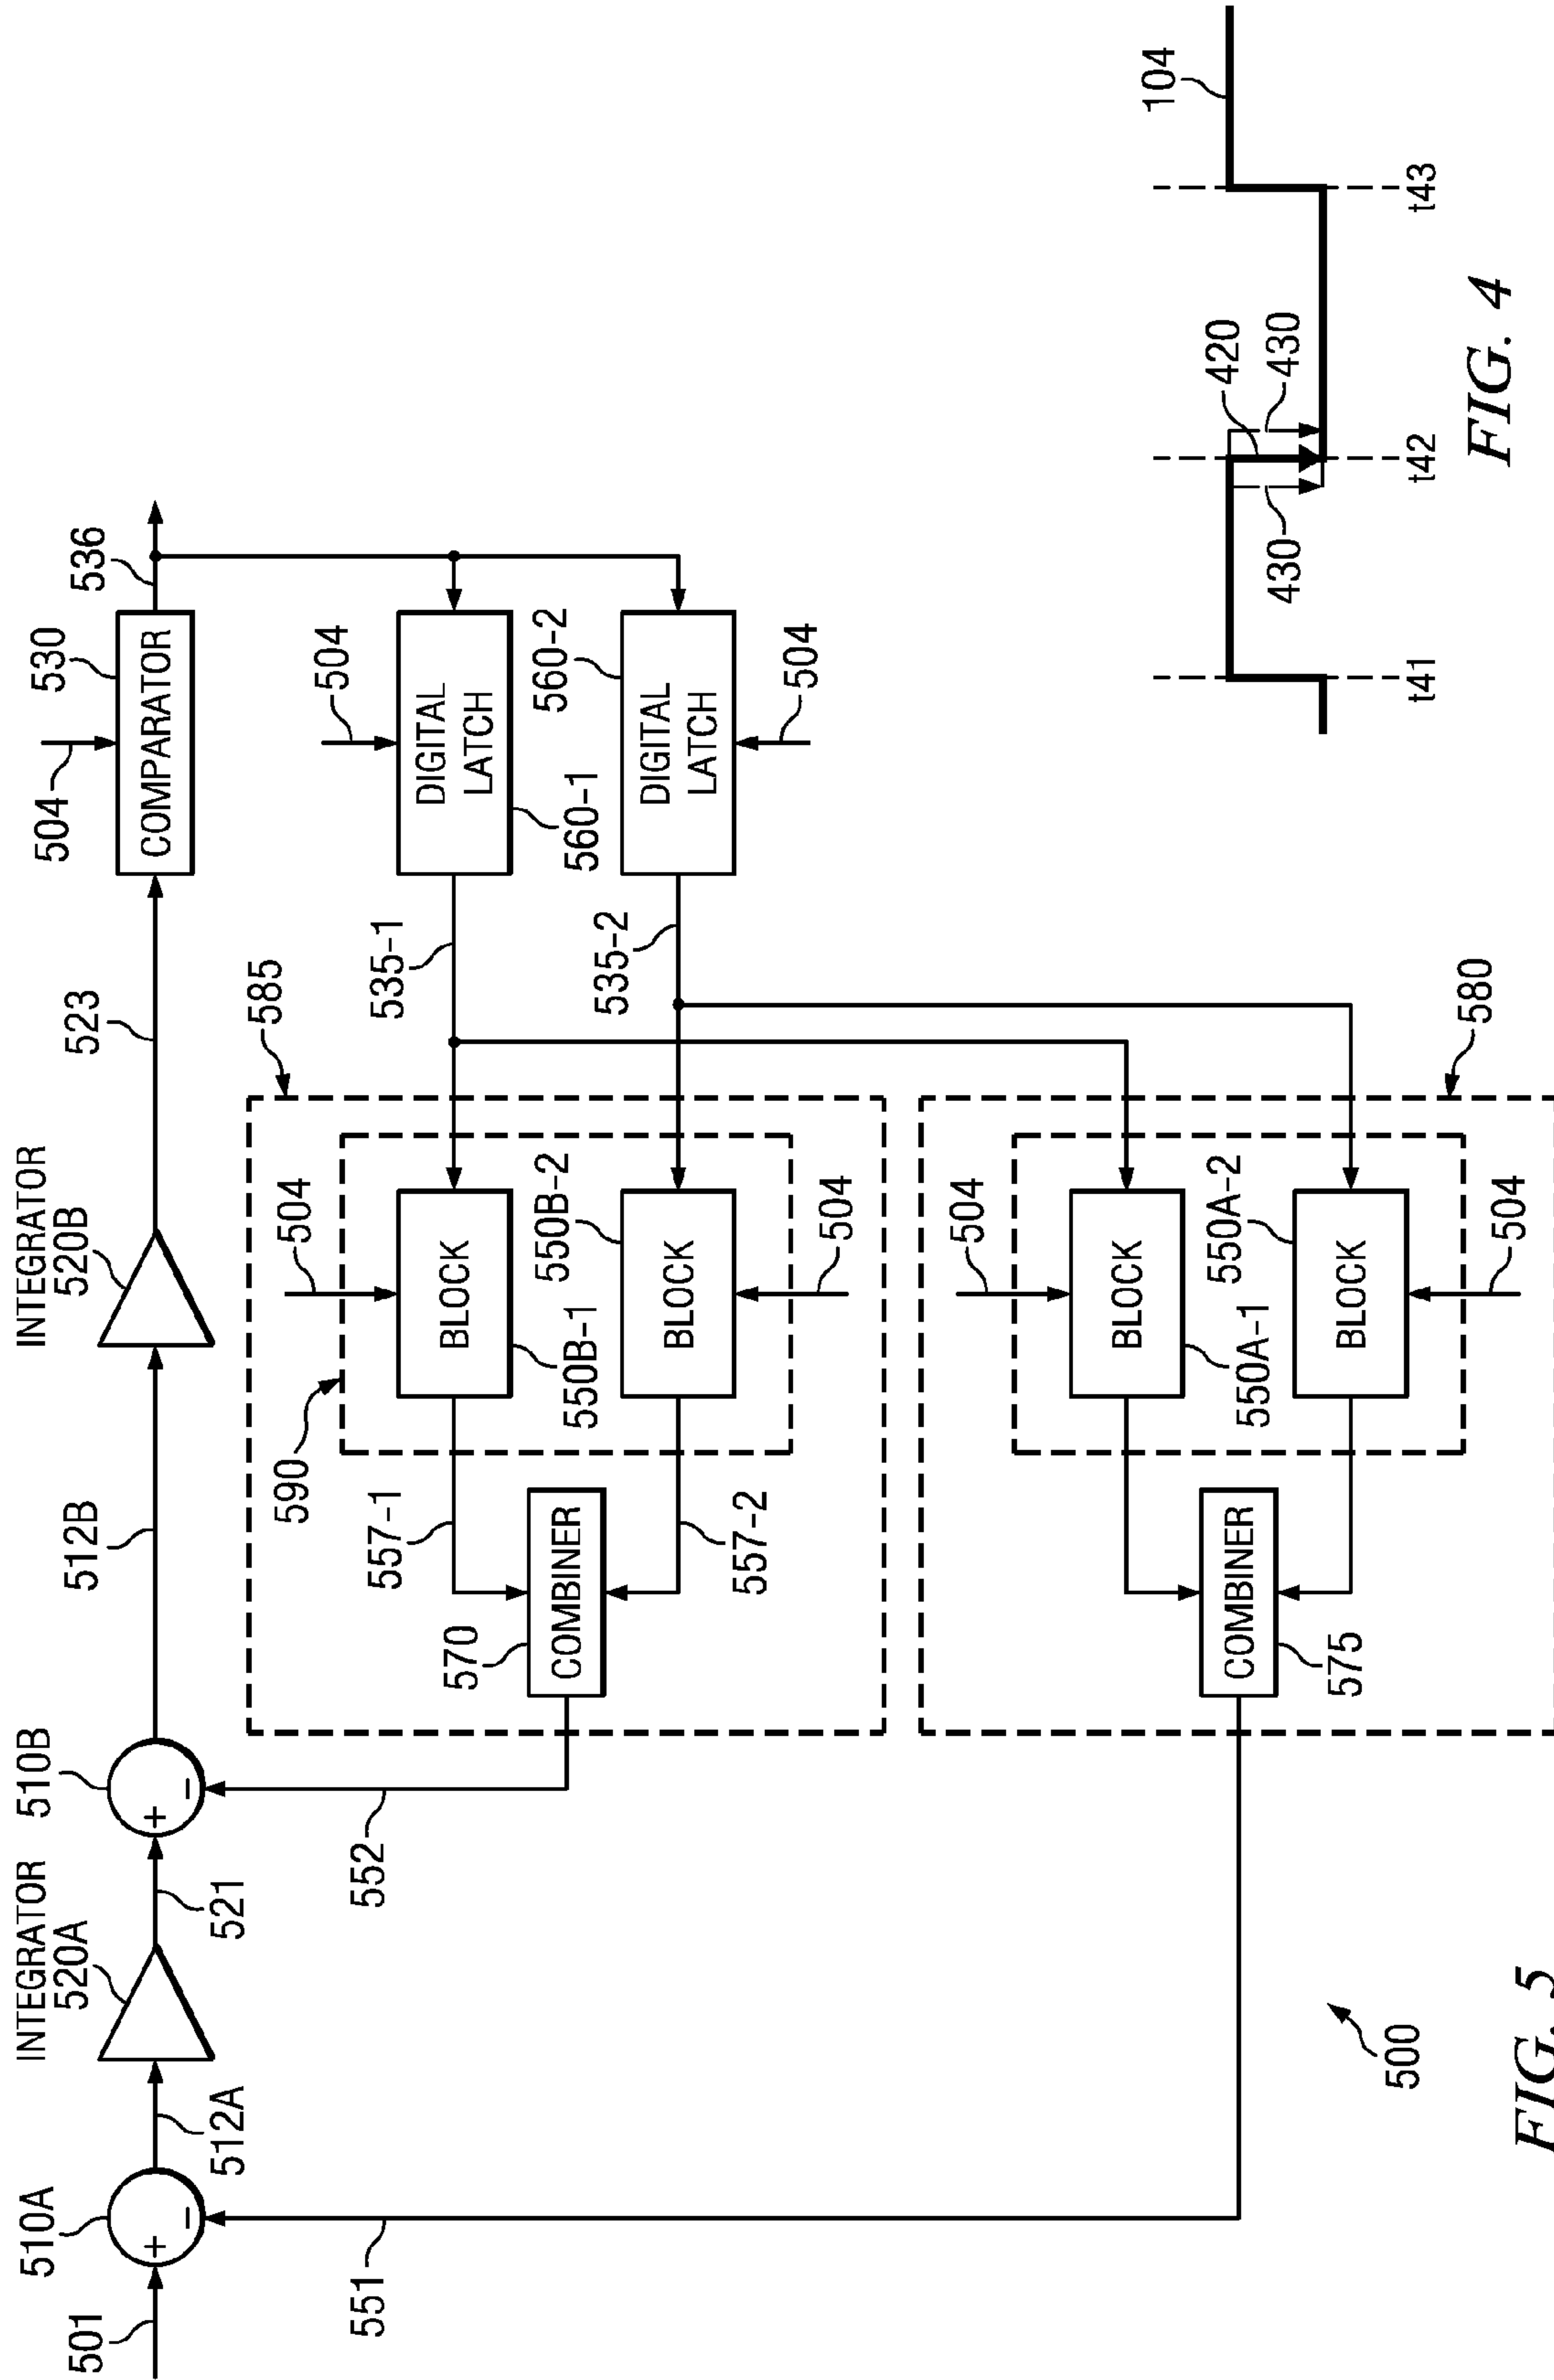 INTEGRATOR
INTEGRATOR
510A
520A
510B
520B
530
504
536
501
512A
521
512B
523
COMPARATOR
551
552
585
535-1
504
590
504
DIGITAL
LATCH
560-1
557-1
BLOCK
550B-1
570
COMBINER
550B-2
560-2
557-2
BLOCK
535-2
DIGITAL
LATCH
504
504
504
BLOCK
550A-1
COMBINER
575
550A-2
BLOCK
504
580
500
FIG. 5
104
430
420
430
t41
t42
t43
FIG. 4